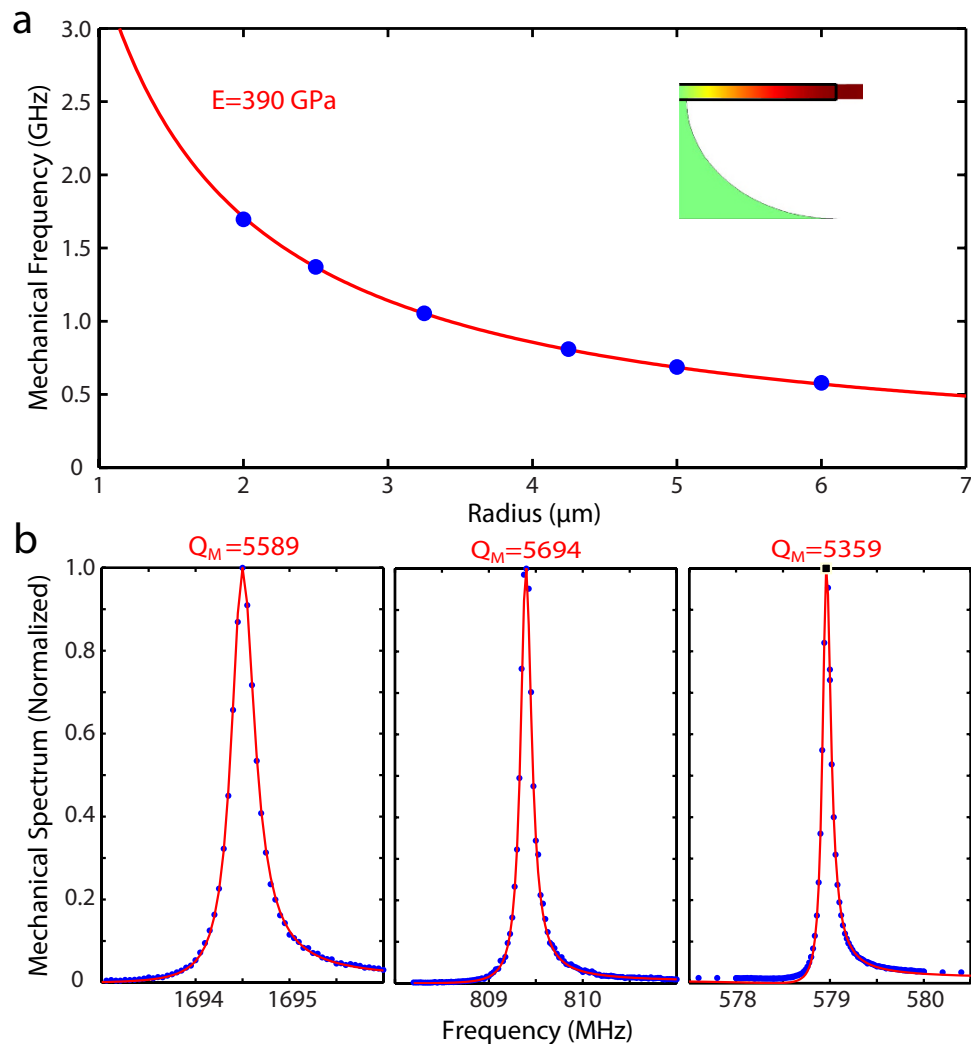 a
3.0
2.5
2.0
1.5
1.0
0.5
0
Mechanical Frequency (GHz)
E=390 GPa
1 2 3 4 5 6 7
Radius (μm)
b
Q_M=5589 Q_M=5694 Q_M=5359
1.0
0.8
0.6
0.4
0.2
0
Mechanical Spectrum (Normalized)
1694 1695 809 810 578 579 580
Frequency (MHz)